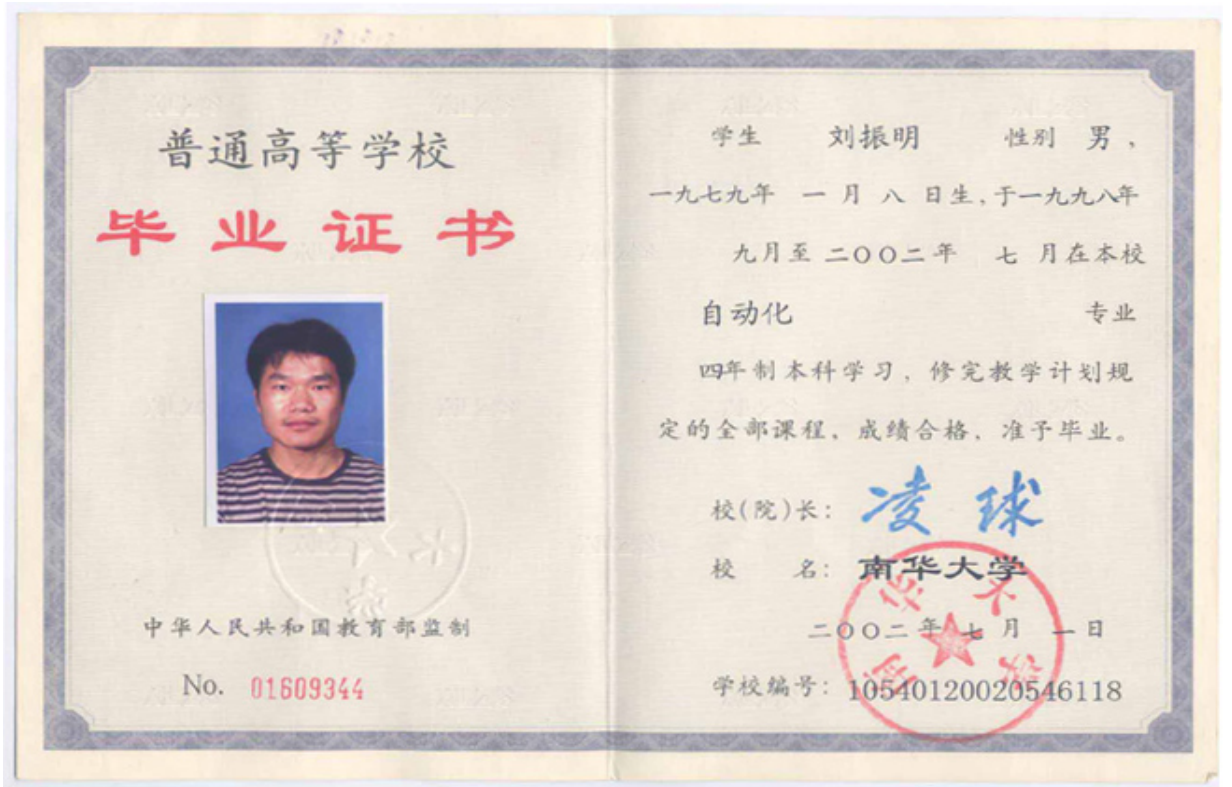 普通高等学校
毕业证书
中华人民共和国教育部监制
No. 01609344
学生 刘振明 性别 男，
一九七九年 一 月 八 日生，于一九九八年
九月至 二〇〇二年 七 月在本校
自动化 专业
四年制本科学习，修完教学计划规
定的全部课程，成绩合格，准予毕业。
校(院)长： 凌球
校 名： 南华大学
二〇〇二年 七 月 一 日
学校编号： 10540120020546118